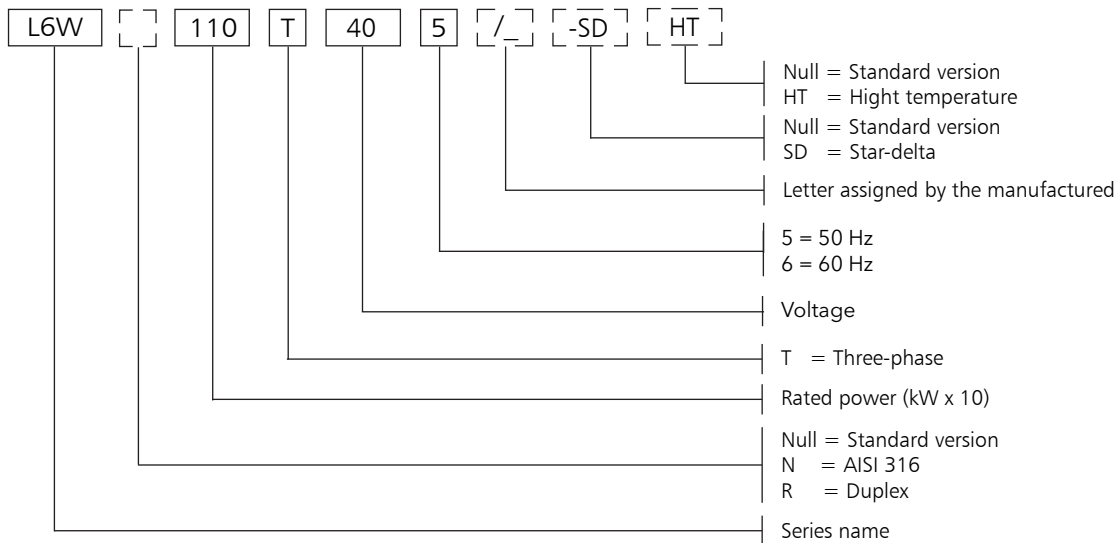 L6W 110 T 40 5 /_ -SD HT
Null = Standard version
HT = Hight temperature
Null = Standard version
SD = Star-delta
Letter assigned by the manufactured
5 = 50 Hz
6 = 60 Hz
Voltage
T = Three-phase
Rated power (kW x 10)
Null = Standard version
N = AISI 316
R = Duplex
Series name